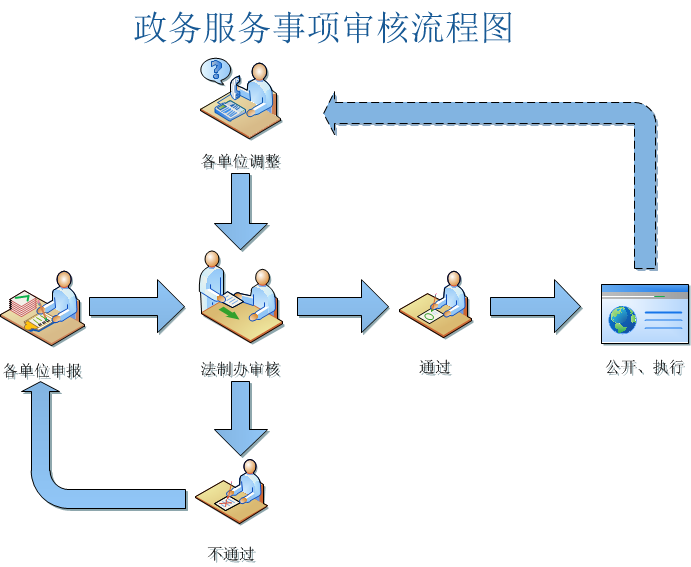 政务服务事项审核流程图
各单位调整
各单位申报
法制办审核
通过
公开、执行
不通过